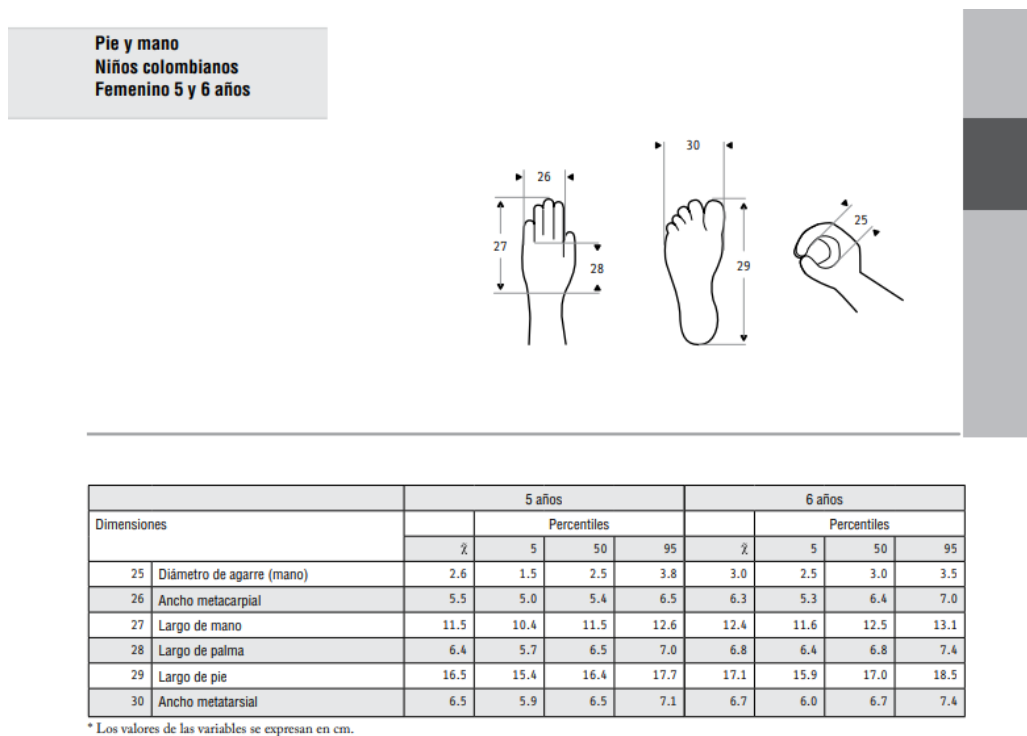 Pie y mano
Niños colombianos
Femenino 5 y 6 años
30
26
25
27
28
29
5 años 6 años
Dimensiones Percentiles Percentiles
x̄ 5 50 95 x̄ 5 50 95
25 Diámetro de agarre (mano) 2.6 1.5 2.5 3.8 3.0 2.5 3.0 3.5
26 Ancho metacarpial 5.5 5.0 5.4 6.5 6.3 5.3 6.4 7.0
27 Largo de mano 11.5 10.4 11.5 12.6 12.4 11.6 12.5 13.1
28 Largo de palma 6.4 5.7 6.5 7.0 6.8 6.4 6.8 7.4
29 Largo de pie 16.5 15.4 16.4 17.7 17.1 15.9 17.0 18.5
30 Ancho metatarsial 6.5 5.9 6.5 7.1 6.7 6.0 6.7 7.4
* Los valores de las variables se expresan en cm.